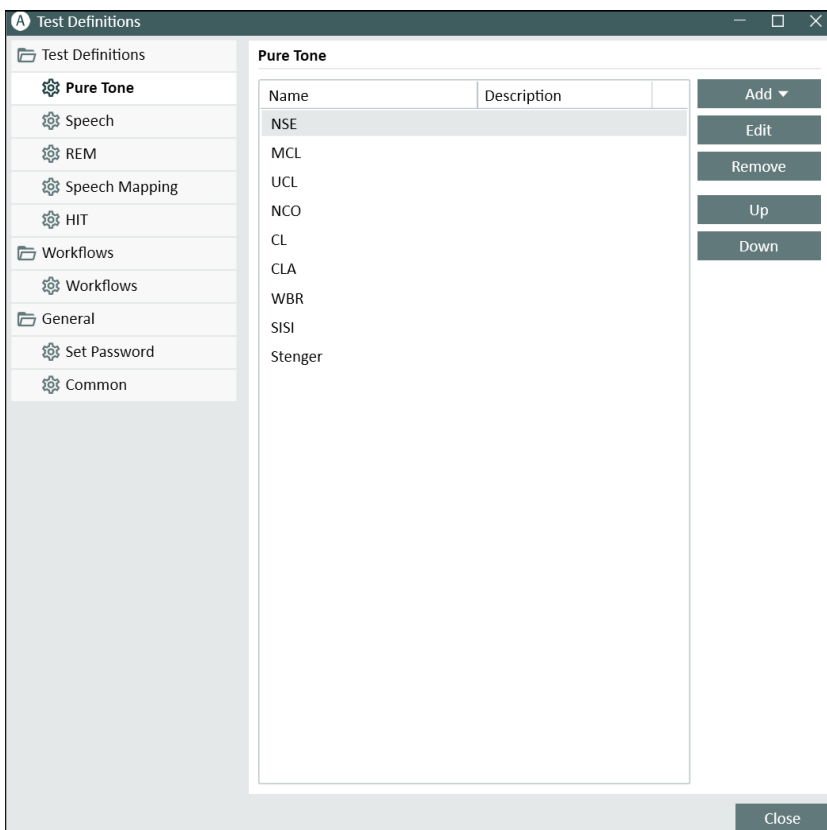 A Test Definitions
Test Definitions
Pure Tone
Speech
REM
Speech Mapping
HIT
Workflows
Workflows
General
Set Password
Common
Pure Tone
Name Description
NSE
MCL
UCL
NCO
CL
CLA
WBR
SISI
Stenger
Add
Edit
Remove
Up
Down
Close